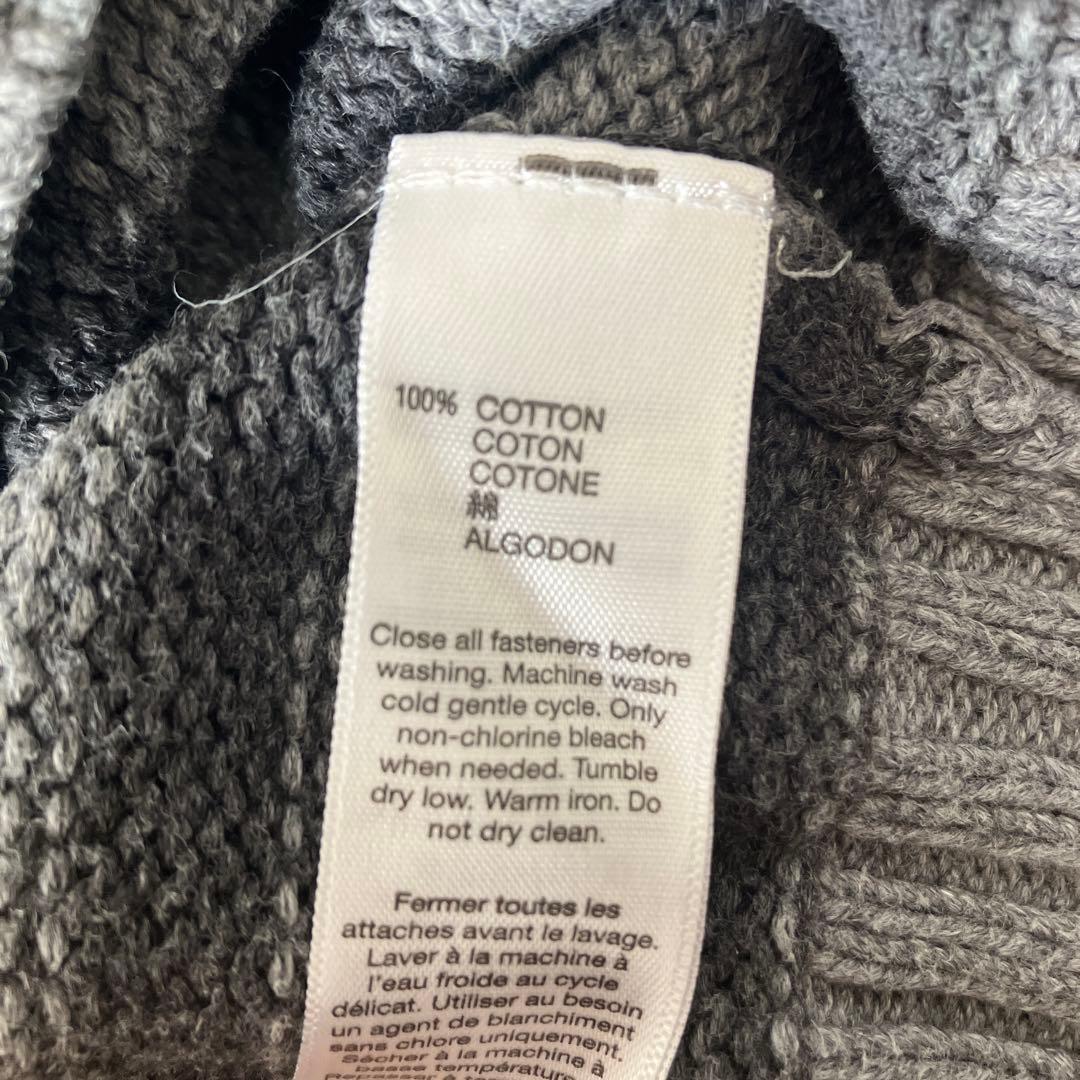 100% COTTON
COTON
COTONE
綿
ALGODON
Close all fasteners before
washing. Machine wash
cold gentle cycle. Only
non-chlorine bleach
when needed. Tumble
dry low. Warm iron. Do
not dry clean.
Fermer toutes les
attaches avant le lavage.
Laver à la machine à
l'eau froide au cycle
délicat. Utiliser au besoin
un agent de blanchiment
sans chlore uniquement.
Sécher à la machine à
basse température.
Repasser à